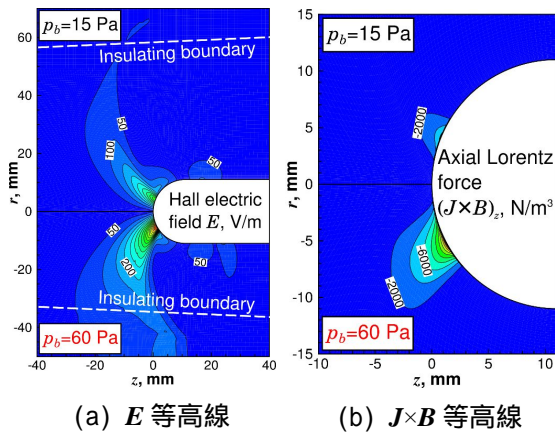 p_b=15 Pa
Insulating boundary
50
50
100
Hall electric
field E, V/m
50
50
200
Insulating boundary
p_b=60 Pa
60
40
20
0
-20
-40
r, mm
-40
-20
0
20
40
z, mm
(a) E 等高線
p_b=15 Pa
-2000
Axial Lorentz
force
(J×B)z, N/m³
-6000
-2000
p_b=60 Pa
15
10
5
0
-5
-10
-15
r, mm
-10
-5
0
5
10
z, mm
(b) J×B 等高線